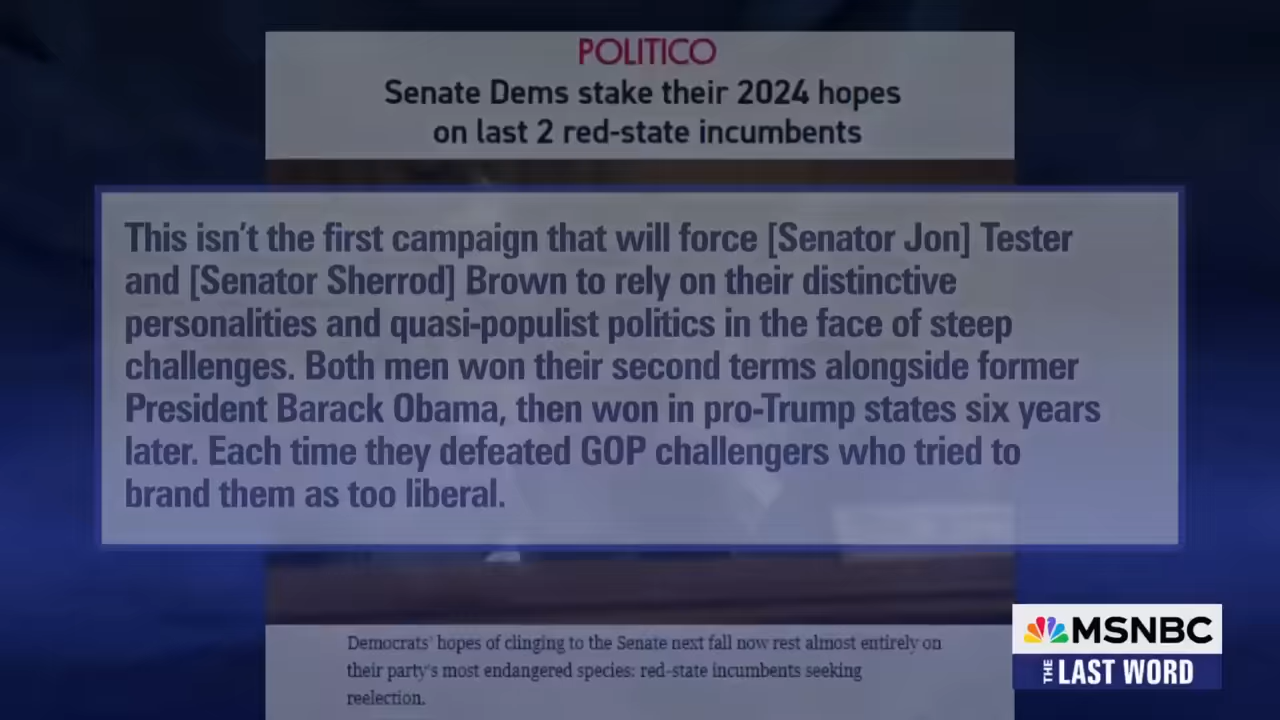 POLITICO
Senate Dems stake their 2024 hopes
on last 2 red-state incumbents
This isn't the first campaign that will force [Senator Jon] Tester
and [Senator Sherrod] Brown to rely on their distinctive
personalities and quasi-populist politics in the face of steep
challenges. Both men won their second terms alongside former
President Barack Obama, then won in pro-Trump states six years
later. Each time they defeated GOP challengers who tried to
brand them as too liberal.
Democrats' hopes of clinging to the Senate next fall now rest almost entirely on
their party's most endangered species: red-state incumbents seeking
reelection.
MSNBC
THE LAST WORD